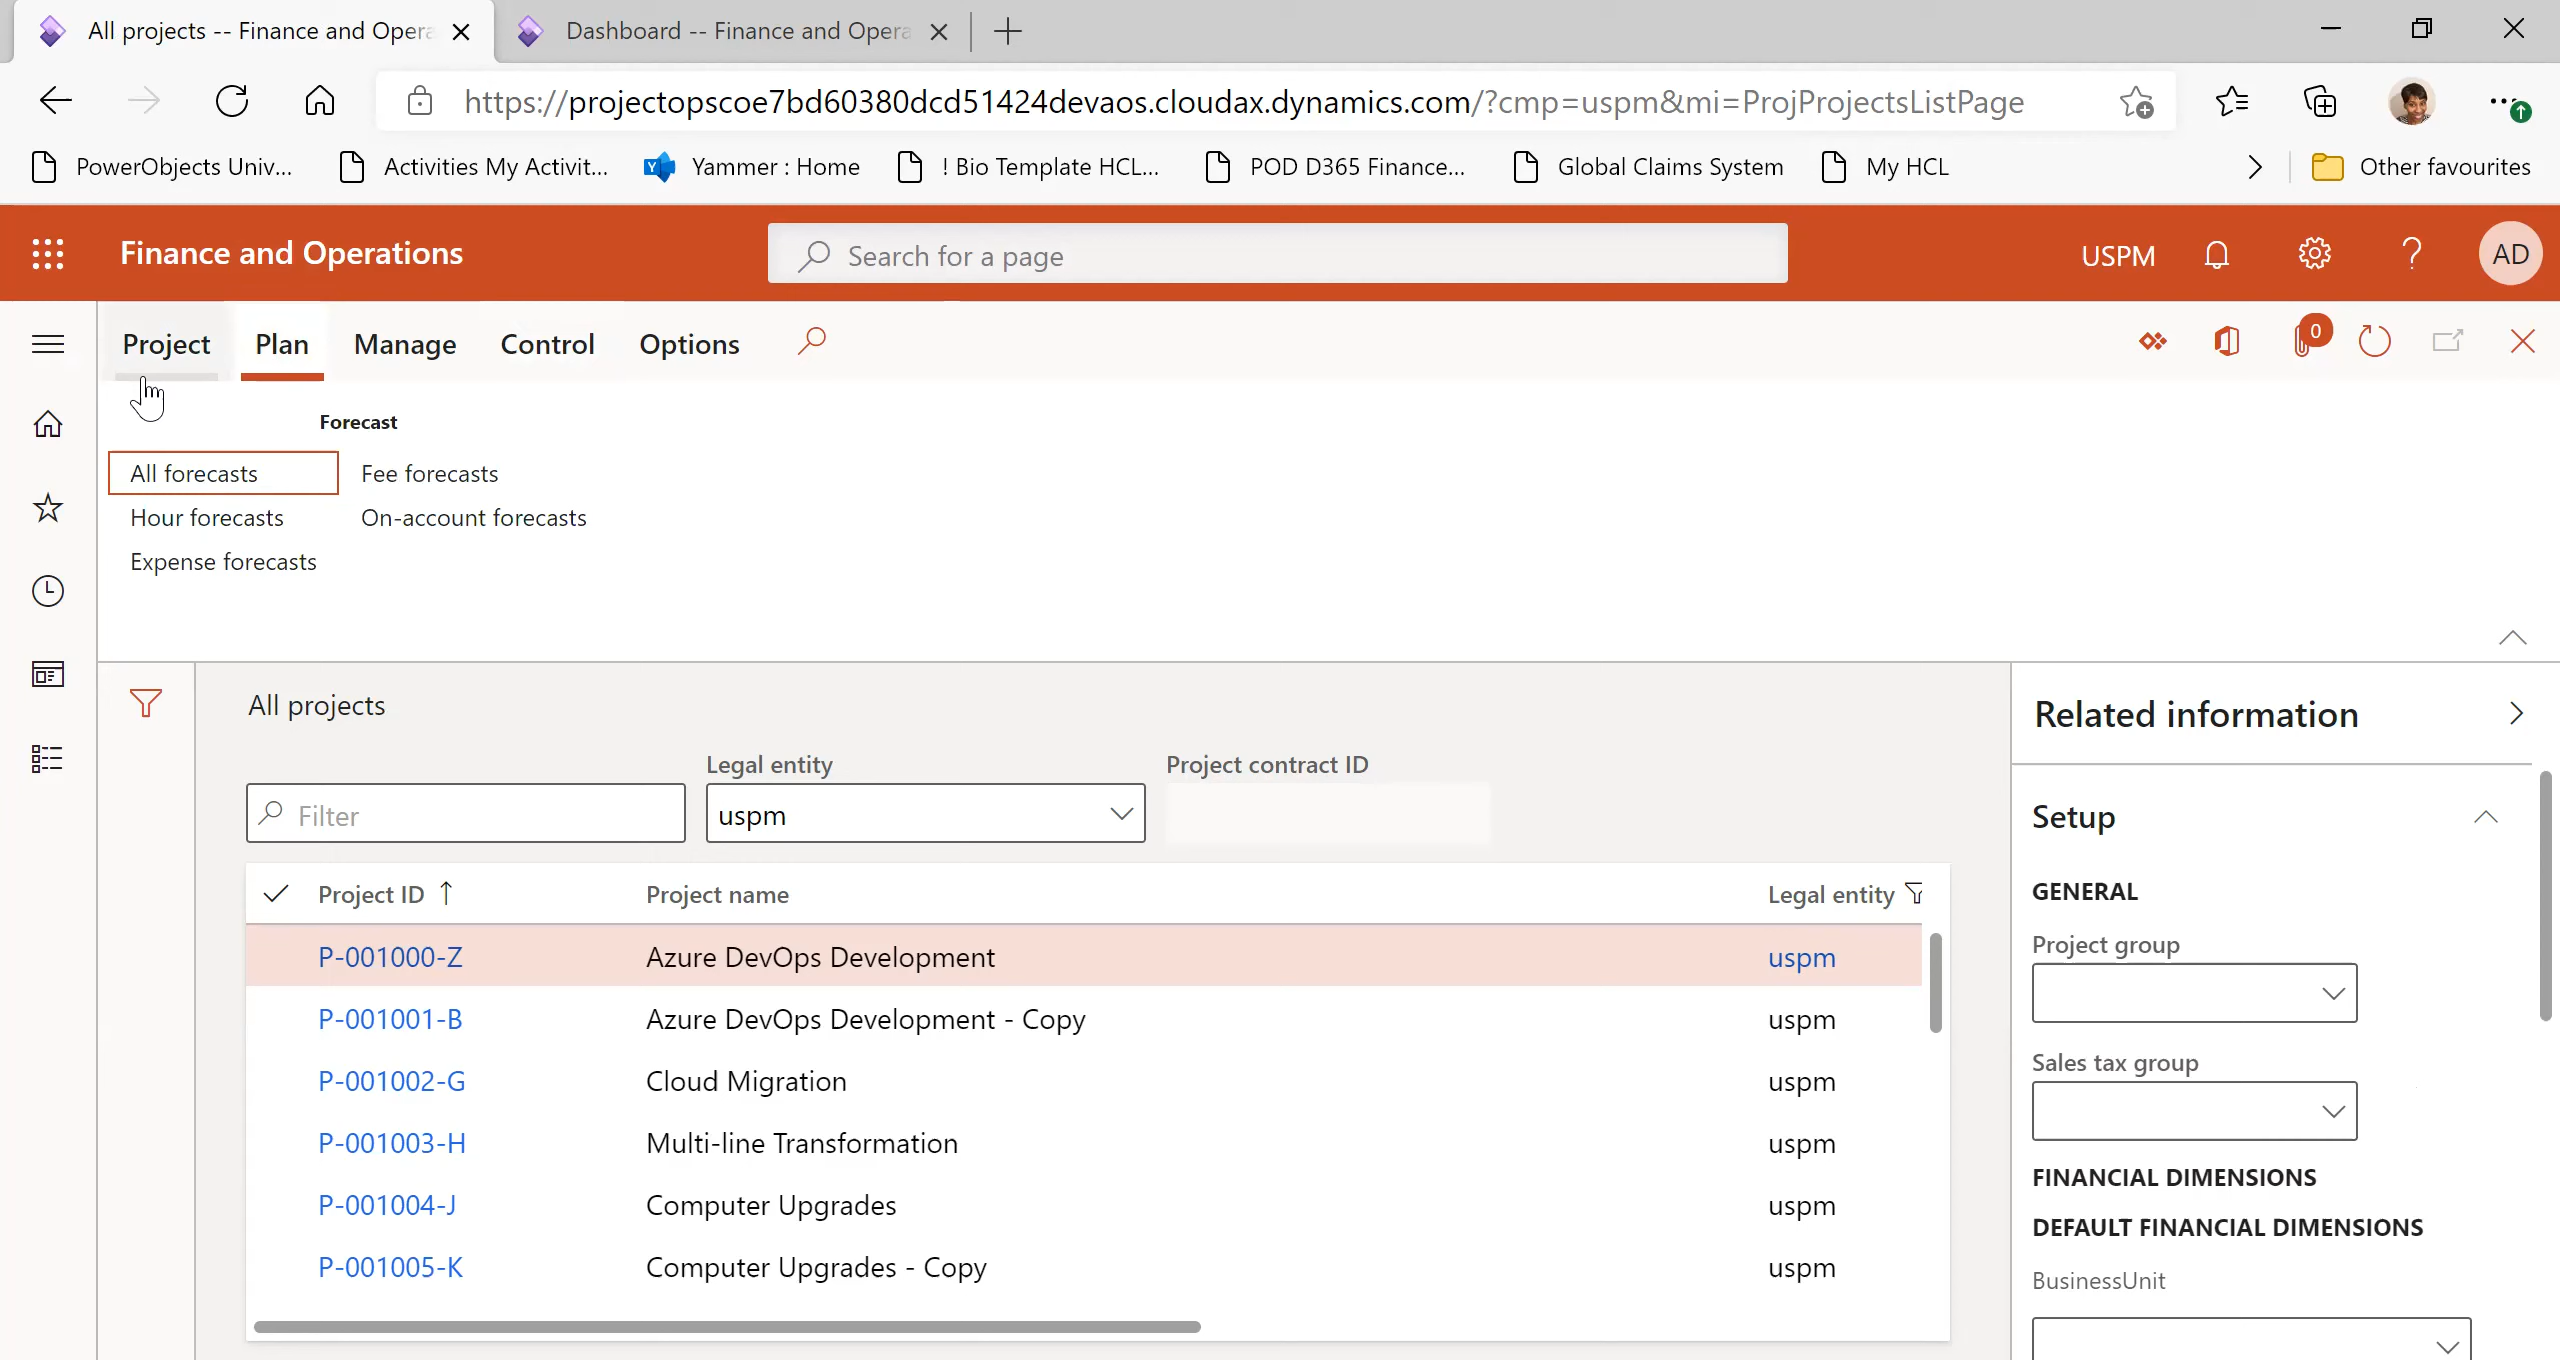 All projects -- Finance and Opera
Dashboard -- Finance and Opera
https://projectopscoe7bd60380dcd51424devaos.cloudax.dynamics.com/?cmp=uspm&mi=ProjProjectsListPage
PowerObjects Univ...
Activities My Activit...
Yammer : Home
! Bio Template HCL...
POD D365 Finance...
Global Claims System
My HCL
Other favourites
Finance and Operations
Search for a page
USPM
?
AD
Project
Plan
Manage
Control
Options
0
Forecast
All forecasts
Fee forecasts
Hour forecasts
On-account forecasts
Expense forecasts
All projects
Related information
Legal entity
Project contract ID
Filter
uspm
Setup
Project ID
Project name
Legal entity
GENERAL
P-001000-Z
Azure DevOps Development
uspm
Project group
P-001001-B
Azure DevOps Development - Copy
uspm
P-001002-G
Cloud Migration
uspm
Sales tax group
P-001003-H
Multi-line Transformation
uspm
FINANCIAL DIMENSIONS
P-001004-J
Computer Upgrades
uspm
DEFAULT FINANCIAL DIMENSIONS
P-001005-K
Computer Upgrades - Copy
uspm
BusinessUnit